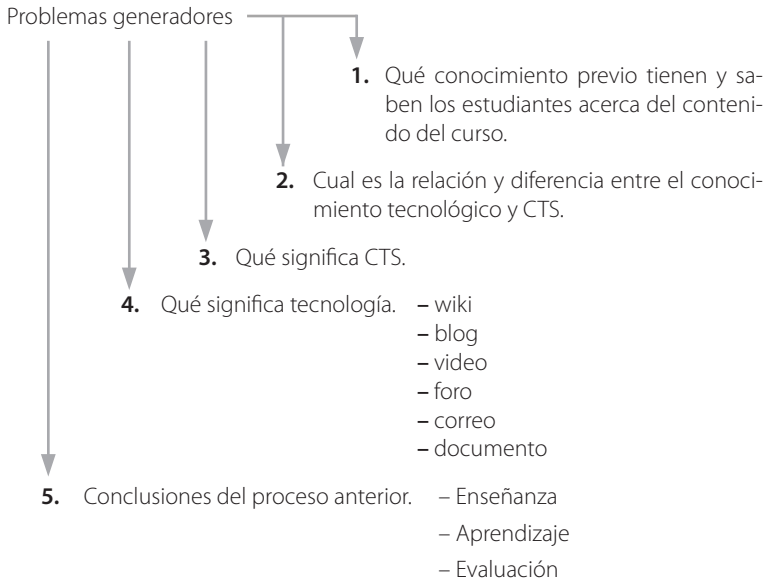 Problemas generadores
1. Qué conocimiento previo tienen y sa-
ben los estudiantes acerca del conteni-
do del curso.
2. Cual es la relación y diferencia entre el conoci-
miento tecnológico y CTS.
3. Qué significa CTS.
4. Qué significa tecnología. – wiki
– blog
– video
– foro
– correo
– documento
5. Conclusiones del proceso anterior. – Enseñanza
– Aprendizaje
– Evaluación